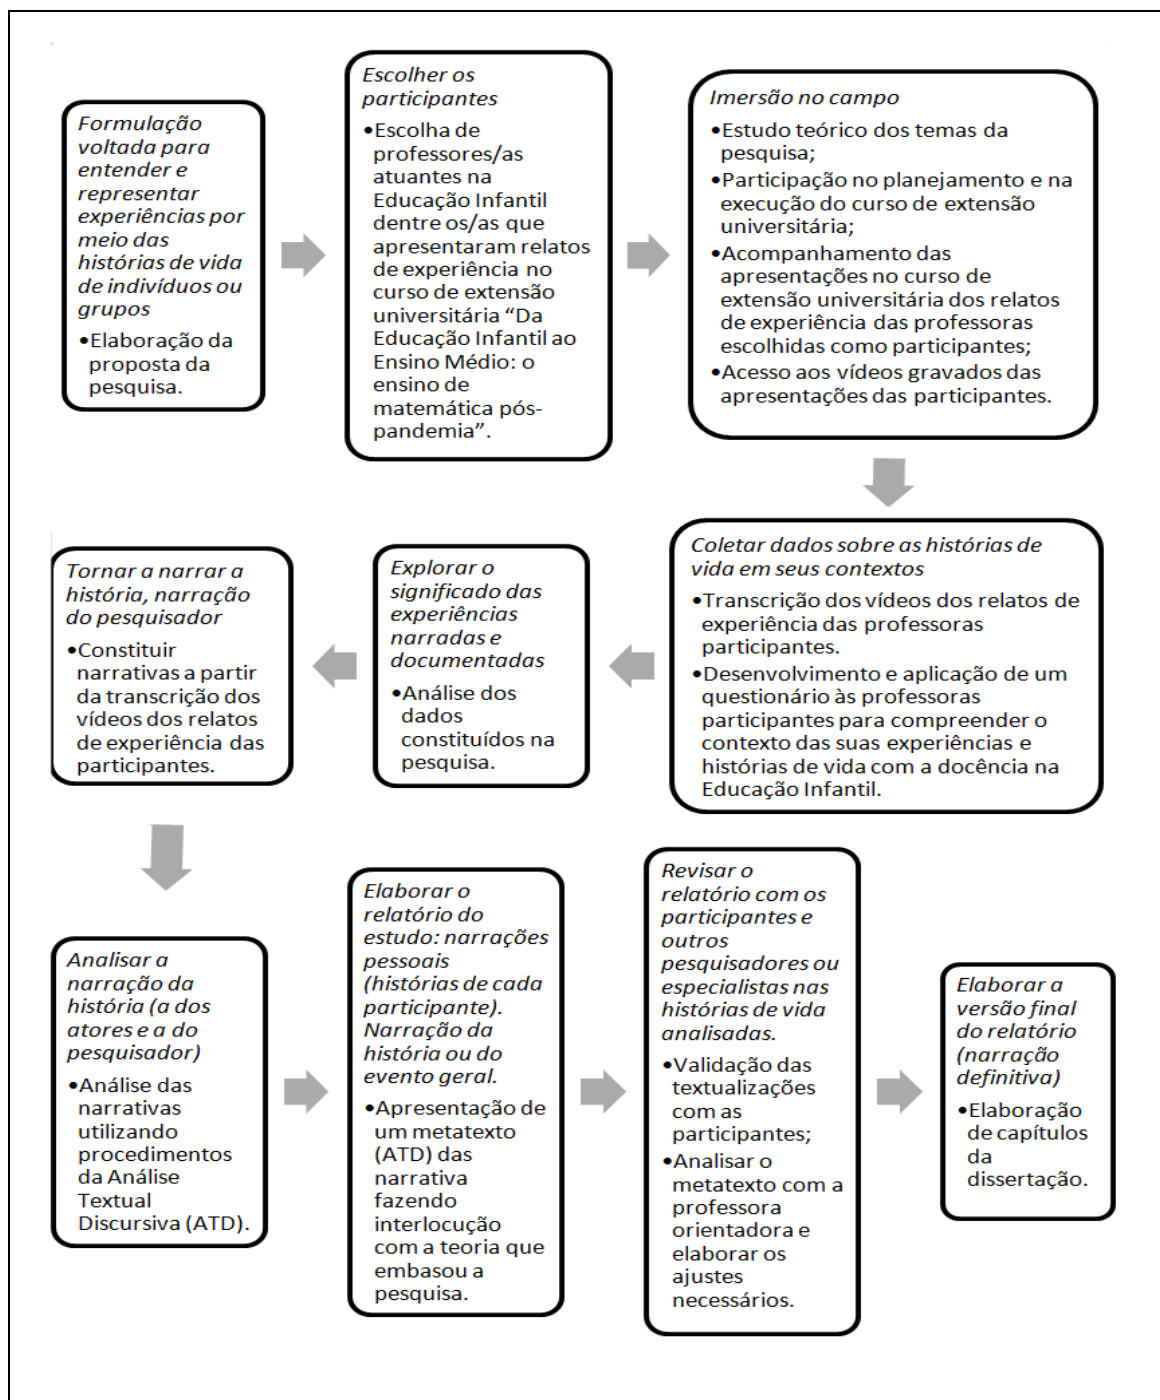 Formulação
voltada para
entender e
representar
experiências por
meio das
histórias de vida
de indivíduos ou
grupos
•Elaboração da
proposta da
pesquisa.
Escolher os
participantes
•Escolha de
professores/as
atuantes na
Educação Infantil
dentre os/as que
apresentaram relatos
de experiência no
curso de extensão
universitária “Da
Educação Infantil ao
Ensino Médio: o
ensino de
matemática pós-
pandemia”.
Imersão no campo
•Estudo teórico dos temas da
pesquisa;
•Participação no planejamento e na
execução do curso de extensão
universitária;
•Acompanhamento das
apresentações no curso de
extensão universitária dos relatos
de experiência das professoras
escolhidas como participantes;
•Acesso aos vídeos gravados das
apresentações das participantes.
Coletar dados sobre as histórias de
vida em seus contextos
•Transcrição dos vídeos dos relatos de
experiência das professoras
participantes.
•Desenvolvimento e aplicação de um
questionário às professoras
participantes para compreender o
contexto das suas experiências e
histórias de vida com a docência na
Educação Infantil.
Explorar o
significado das
experiências
narradas e
documentadas
•Análise dos
dados
constituídos na
pesquisa.
Tornar a narrar a
história, narração
do pesquisador
•Constituir
narrativas a partir
da transcrição dos
vídeos dos relatos
de experiência das
participantes.
Analisar a
narração da
história (a dos
atores e a do
pesquisador)
•Análise das
narrativas
utilizando
procedimentos
da Análise
Textual
Discursiva (ATD).
Elaborar o
relatório do
estudo: narrações
pessoais
(histórias de cada
participante).
Narração da
história ou do
evento geral.
•Apresentação de
um metatexto
(ATD) das
narrativa
fazendo
interlocução
com a teoria que
embasou a
pesquisa.
Revisar o
relatório com os
participantes e
outros
pesquisadores ou
especialistas nas
histórias de vida
analisadas.
•Validação das
textualizações
com as
participantes;
•Analisar o
metatexto com a
professora
orientadora e
elaborar os
ajustes
necessários.
Elaborar a
versão final
do relatório
(narração
definitiva)
•Elaboração
de capítulos
da
dissertação.